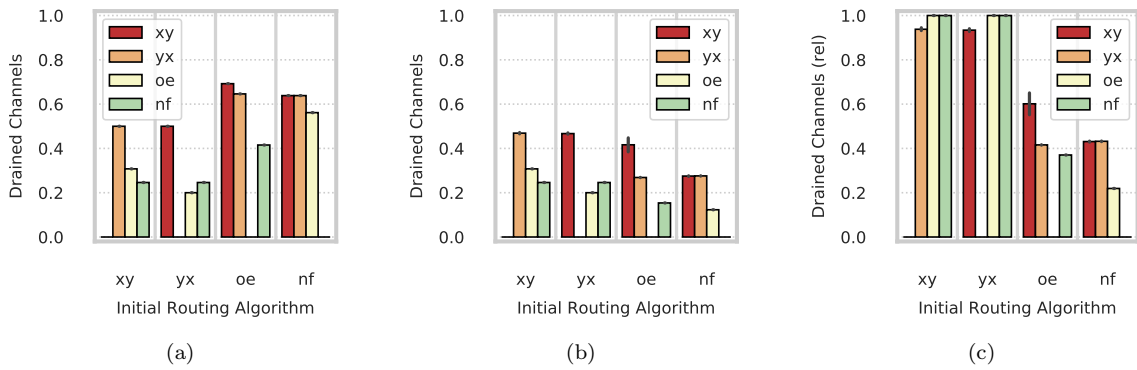 Drained Channels
1.0
0.8
0.6
0.4
0.2
0.0
xy
yx
oe
nf
xy yx oe nf
Initial Routing Algorithm
(a)
Drained Channels
1.0
0.8
0.6
0.4
0.2
0.0
xy
yx
oe
nf
xy yx oe nf
Initial Routing Algorithm
(b)
Drained Channels (rel)
1.0
0.8
0.6
0.4
0.2
0.0
xy
yx
oe
nf
xy yx oe nf
Initial Routing Algorithm
(c)